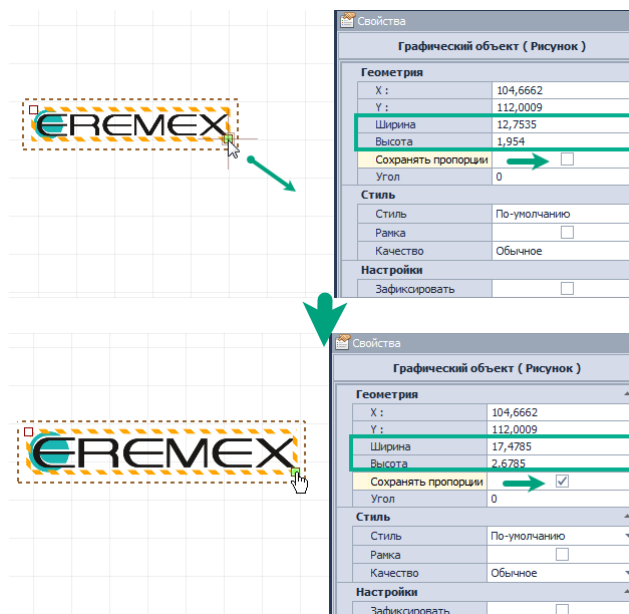 Свойства
Графический объект ( Рисунок )
Геометрия
X : 104,6662
Y : 112,0009
Ширина 12,7535
Высота 1,954
Сохранять пропорции
Угол 0
Стиль
Стиль По-умолчанию
Рамка
Качество Обычное
Настройки
Зафиксировать
EREMEX
Свойства
Графический объект ( Рисунок )
Геометрия
X : 104,6662
Y : 112,0009
Ширина 17,4785
Высота 2,6785
Сохранять пропорции
Угол 0
Стиль
Стиль По-умолчанию
Рамка
Качество Обычное
Настройки
Зафиксировать
EREMEX